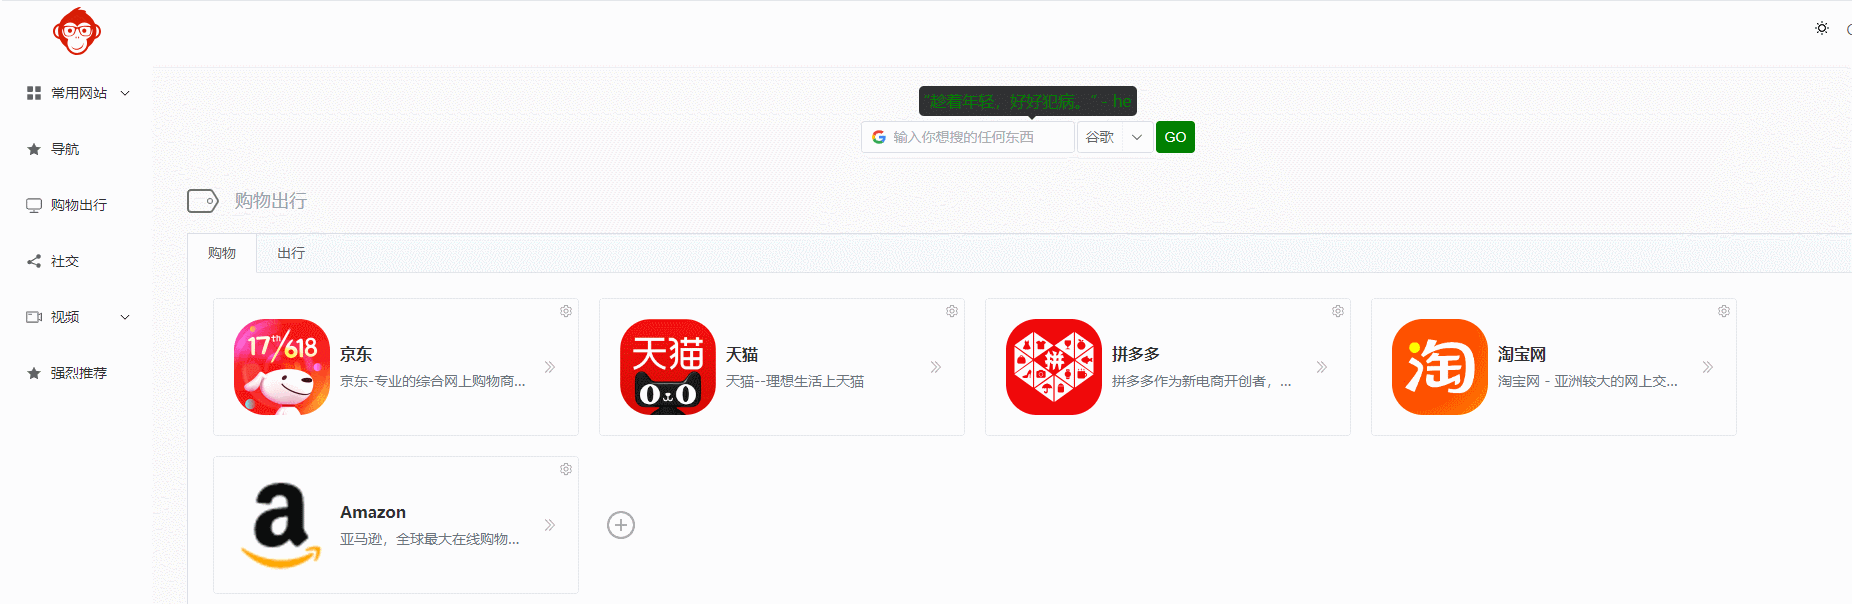 常用网站
导航
购物出行
社交
视频
强烈推荐
“趁着年轻，好好犯病。” - he
输入你想搜的任何东西
谷歌
GO
购物出行
购物
出行
17th/618
京东
京东-专业的综合网上购物商...
天猫
天猫
天猫--理想生活上天猫
拼
拼多多
拼多多作为新电商开创者，...
淘
淘宝网
淘宝网 - 亚洲较大的网上交...
a
Amazon
亚马逊，全球最大在线购物...